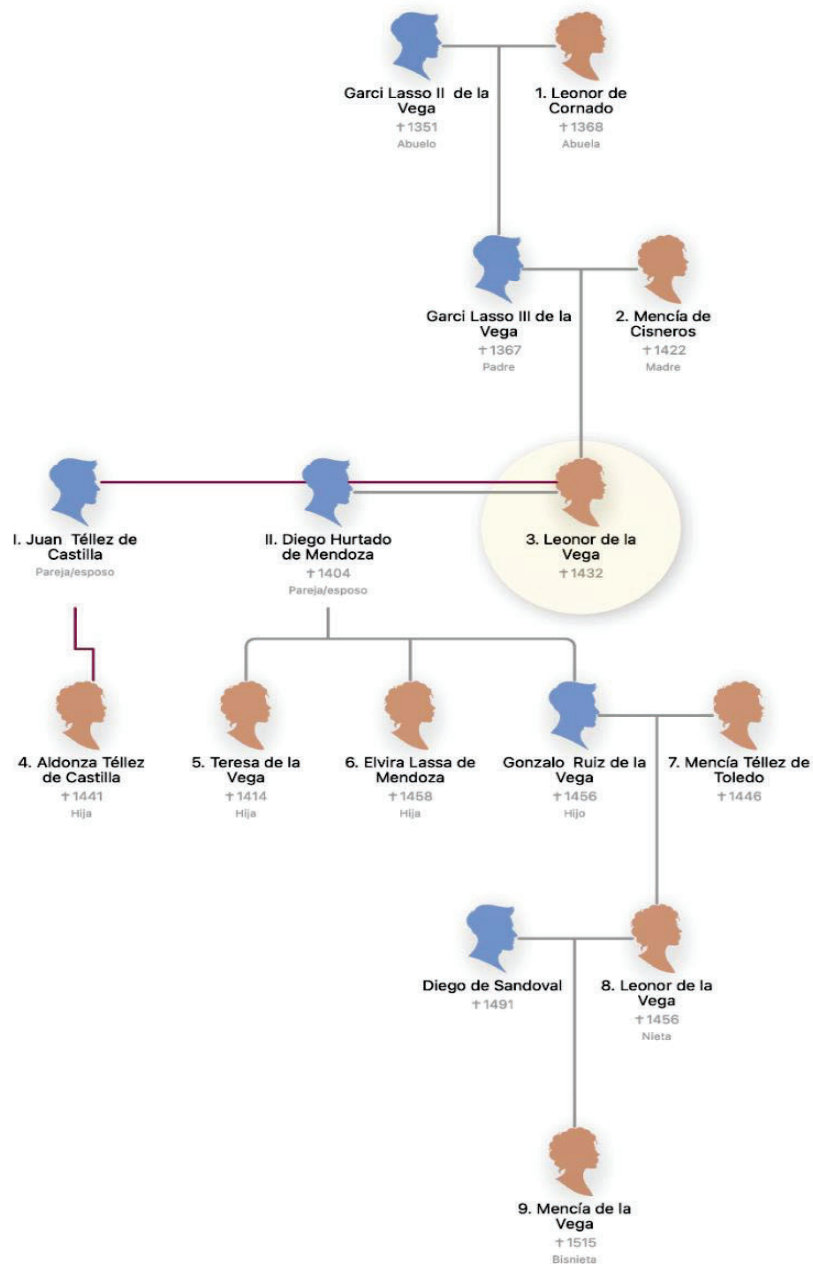 Garci Lasso II de la
Vega
† 1351
Abuelo
1. Leonor de
Cornado
† 1368
Abuela
Garci Lasso III de la
Vega
† 1367
Padre
2. Mencía de
Cisneros
† 1422
Madre
I. Juan Téllez de
Castilla
Pareja/esposo
II. Diego Hurtado
de Mendoza
† 1404
Pareja/esposo
3. Leonor de la
Vega
† 1432
4. Aldonza Téllez
de Castilla
† 1441
Hija
5. Teresa de la
Vega
† 1414
Hija
6. Elvira Lassa de
Mendoza
† 1458
Hija
Gonzalo Ruiz de la
Vega
† 1456
Hijo
7. Mencía Téllez de
Toledo
† 1446
Diego de Sandoval
† 1491
8. Leonor de la
Vega
† 1456
Nieta
9. Mencía de la
Vega
† 1515
Bisnieta